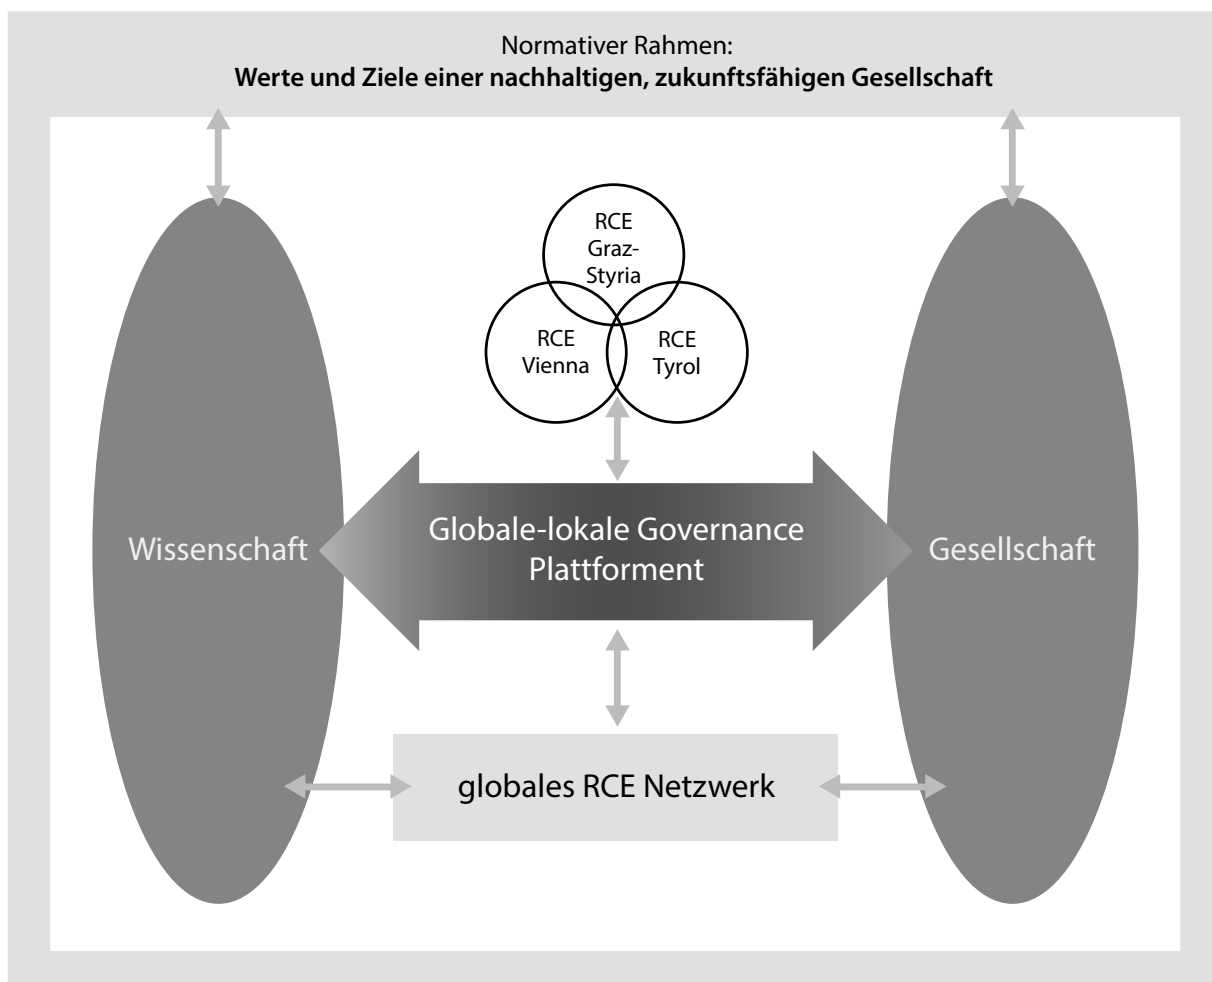 Normativer Rahmen:
Werte und Ziele einer nachhaltigen, zukunftsfähigen Gesellschaft
RCE
Graz-
Styria
RCE
Vienna
RCE
Tyrol
Wissenschaft
Globale-lokale Governance
Plattforment
Gesellschaft
globales RCE Netzwerk